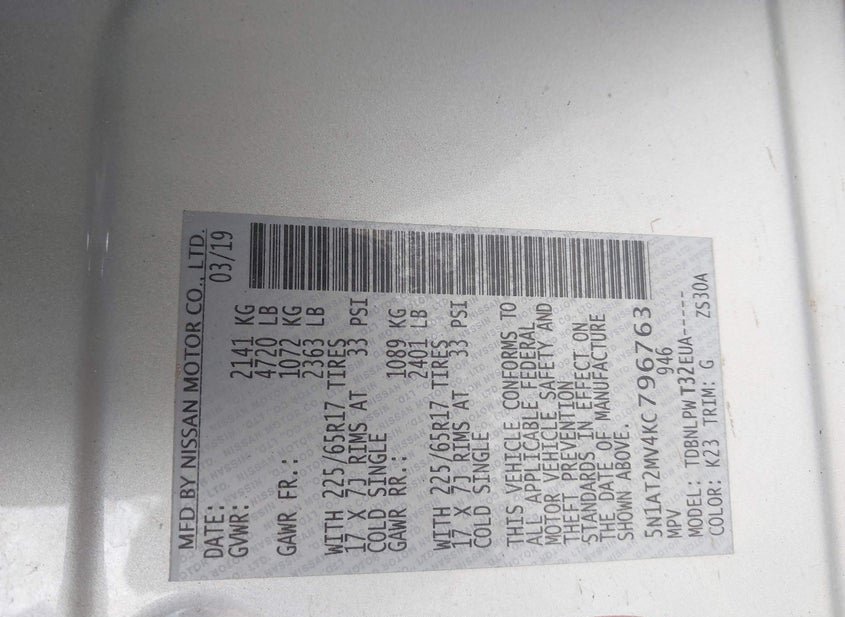 MFD BY NISSAN MOTOR CO., LTD.
DATE: 03/19
GVWR: 2141 KG
4720 LB
GAWR FR.: 1072 KG
2363 LB
WITH 225/65R17 TIRES
17 X 7J RIMS AT 33 PSI
COLD SINGLE
GAWR RR.: 1089 KG
2401 LB
WITH 225/65R17 TIRES
17 X 7J RIMS AT 33 PSI
COLD SINGLE
THIS VEHICLE CONFORMS TO
ALL APPLICABLE FEDERAL
MOTOR VEHICLE SAFETY AND
THEFT PREVENTION
STANDARDS IN EFFECT ON
THE DATE OF MANUFACTURE
SHOWN ABOVE.
5N1AT2MV4KC796763
MPV 946
MODEL: TDBNLPW T32EUA-----
COLOR: K23 TRIM: G ZS30A